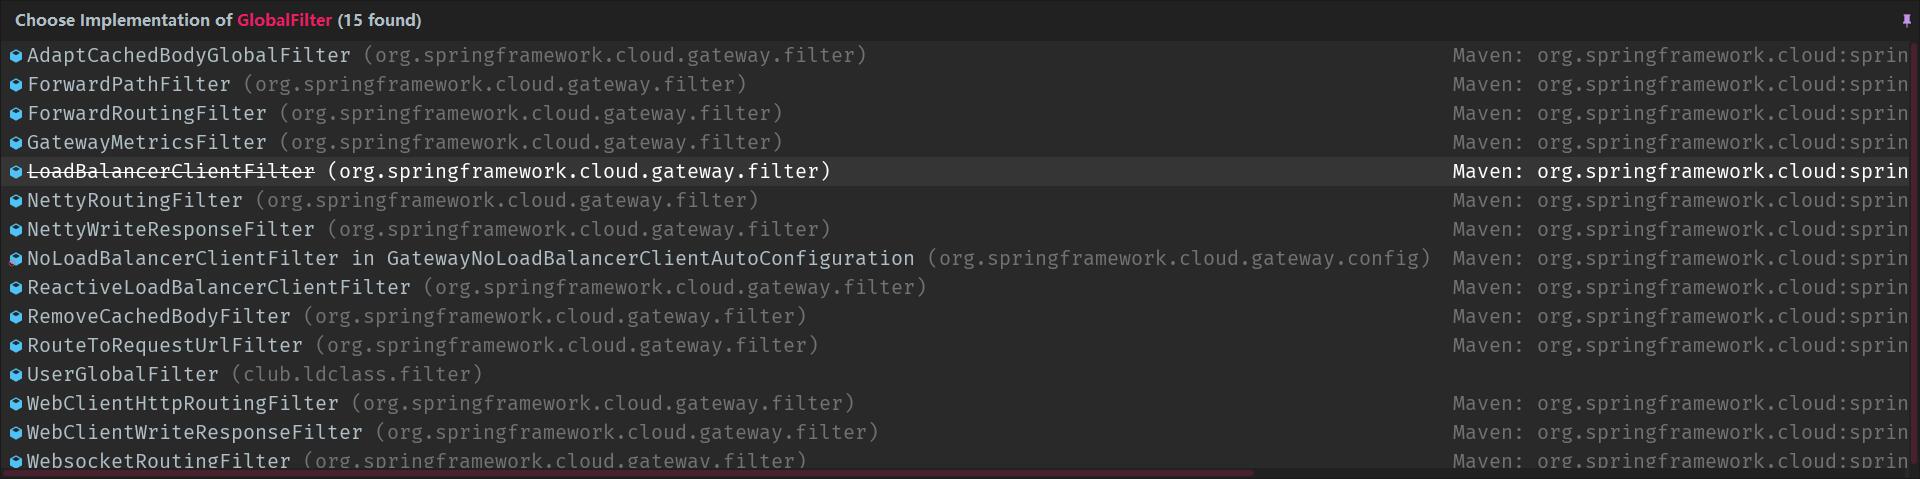 Choose Implementation of GlobalFilter (15 found)
AdaptCachedBodyGlobalFilter (org.springframework.cloud.gateway.filter) Maven: org.springframework.cloud:sprin
ForwardPathFilter (org.springframework.cloud.gateway.filter) Maven: org.springframework.cloud:sprin
ForwardRoutingFilter (org.springframework.cloud.gateway.filter) Maven: org.springframework.cloud:sprin
GatewayMetricsFilter (org.springframework.cloud.gateway.filter) Maven: org.springframework.cloud:sprin
LoadBalancerClientFilter (org.springframework.cloud.gateway.filter) Maven: org.springframework.cloud:sprin
NettyRoutingFilter (org.springframework.cloud.gateway.filter) Maven: org.springframework.cloud:sprin
NettyWriteResponseFilter (org.springframework.cloud.gateway.filter) Maven: org.springframework.cloud:sprin
NoLoadBalancerClientFilter in GatewayNoLoadBalancerClientAutoConfiguration (org.springframework.cloud.gateway.config) Maven: org.springframework.cloud:sprin
ReactiveLoadBalancerClientFilter (org.springframework.cloud.gateway.filter) Maven: org.springframework.cloud:sprin
RemoveCachedBodyFilter (org.springframework.cloud.gateway.filter) Maven: org.springframework.cloud:sprin
RouteToRequestUrlFilter (org.springframework.cloud.gateway.filter) Maven: org.springframework.cloud:sprin
UserGlobalFilter (club.ldclass.filter)
WebClientHttpRoutingFilter (org.springframework.cloud.gateway.filter) Maven: org.springframework.cloud:sprin
WebClientWriteResponseFilter (org.springframework.cloud.gateway.filter) Maven: org.springframework.cloud:sprin
WebsocketRoutingFilter (org.springframework.cloud.gateway.filter) Maven: org.springframework.cloud:sprin